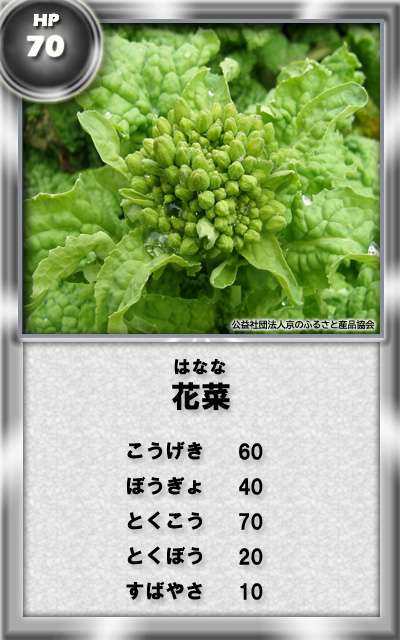 HP
70
公益社団法人京のふるさと産品協会
はなな
花菜
こうげき 60
ぼうぎょ 40
とくこう 70
とくぼう 20
すばやさ 10